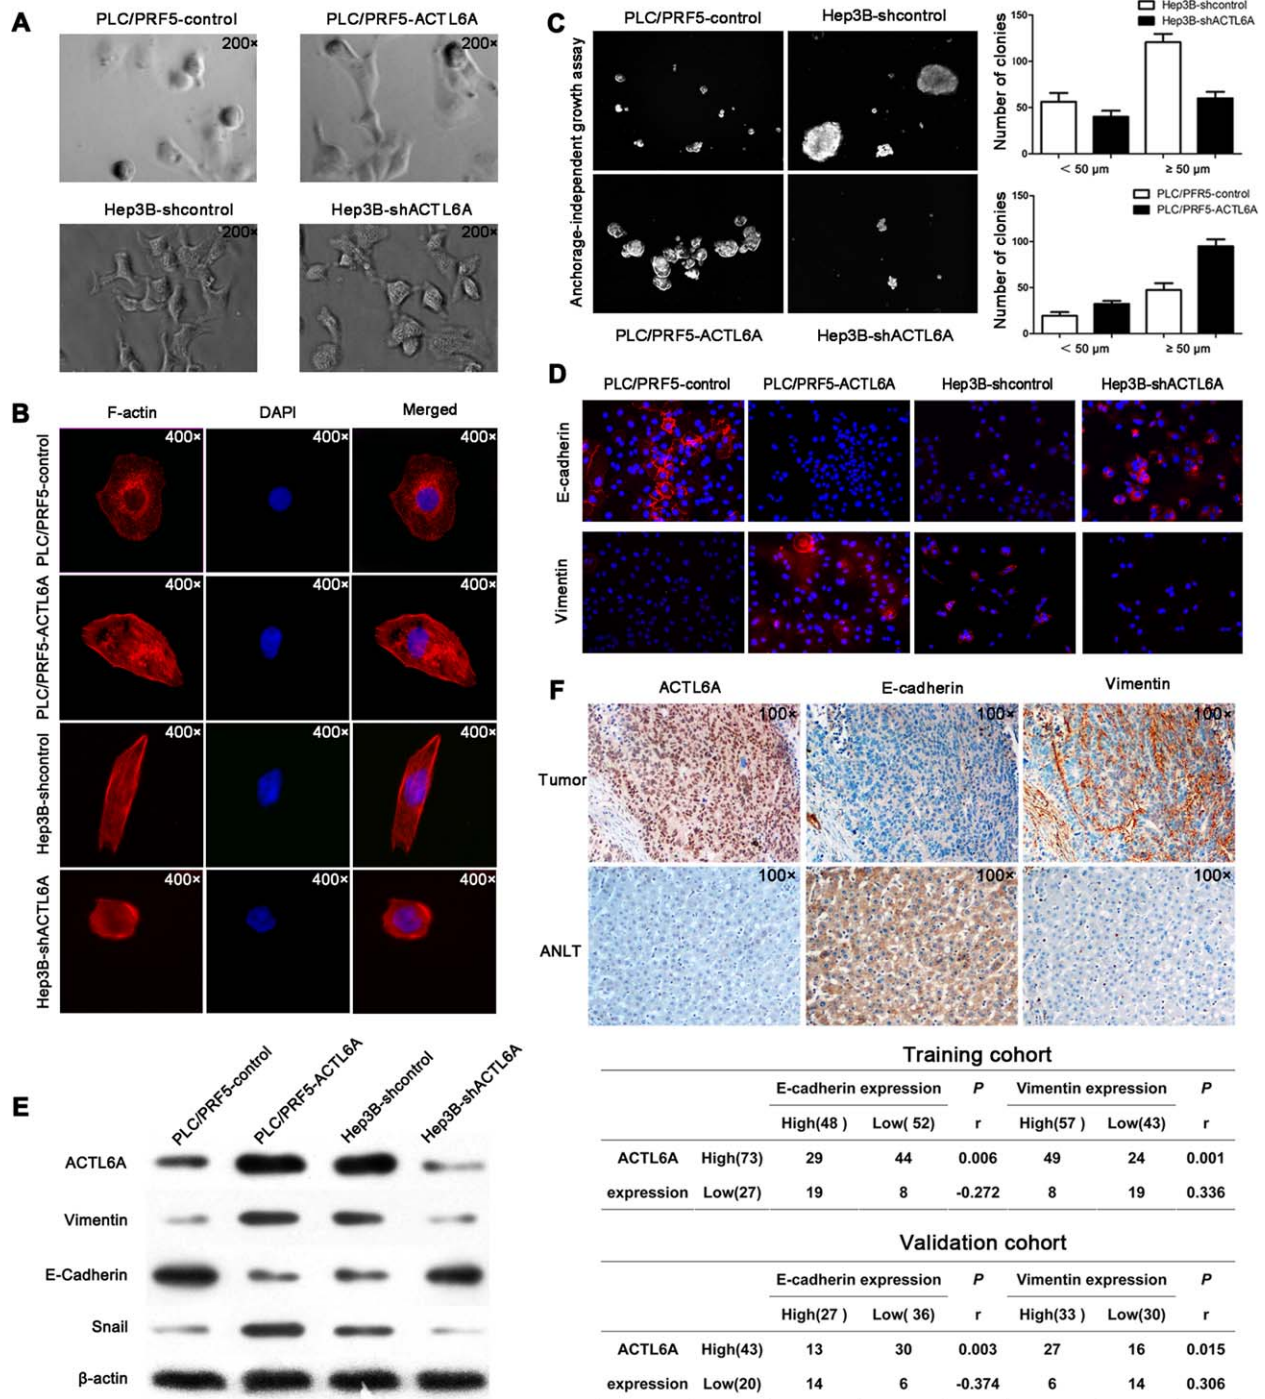 A
PLC/PRF5-control
PLC/PRF5-ACTL6A
200×
200×
Hep3B-shcontrol
Hep3B-shACTL6A
200×
200×
B
F-actin
DAPI
Merged
PLC/PRF5-control
400×
400×
400×
PLC/PRF5-ACTL6A
400×
400×
400×
Hep3B-shcontrol
400×
400×
400×
Hep3B-shACTL6A
400×
400×
400×
C
PLC/PRF5-control
Hep3B-shcontrol
Anchorage-independent growth assay
PLC/PRF5-ACTL6A
Hep3B-shACTL6A
Number of clonies
150
100
50
0
Hep3B-shcontrol
Hep3B-shACTL6A
< 50 μm
≥ 50 μm
Number of clonies
150
100
50
0
PLC/PFR5-control
PLC/PRF5-ACTL6A
< 50 μm
≥ 50 μm
D
PLC/PRF5-control
PLC/PRF5-ACTL6A
Hep3B-shcontrol
Hep3B-shACTL6A
E-cadherin
Vimentin
E
PLC/PRF5-control
PLC/PRF5-ACTL6A
Hep3B-shcontrol
Hep3B-shACTL6A
ACTL6A
Vimentin
E-Cadherin
Snail
β-actin
F
ACTL6A
E-cadherin
Vimentin
Tumor
100×
100×
100×
ANLT
100×
100×
100×
Training cohort
E-cadherin expression P Vimentin expression P
High(48 ) Low( 52) r High(57 ) Low(43) r
ACTL6A High(73) 29 44 0.006 49 24 0.001
expression Low(27) 19 8 -0.272 8 19 0.336
Validation cohort
E-cadherin expression P Vimentin expression P
High(27 ) Low( 36) r High(33 ) Low(30) r
ACTL6A High(43) 13 30 0.003 27 16 0.015
expression Low(20) 14 6 -0.374 6 14 0.306